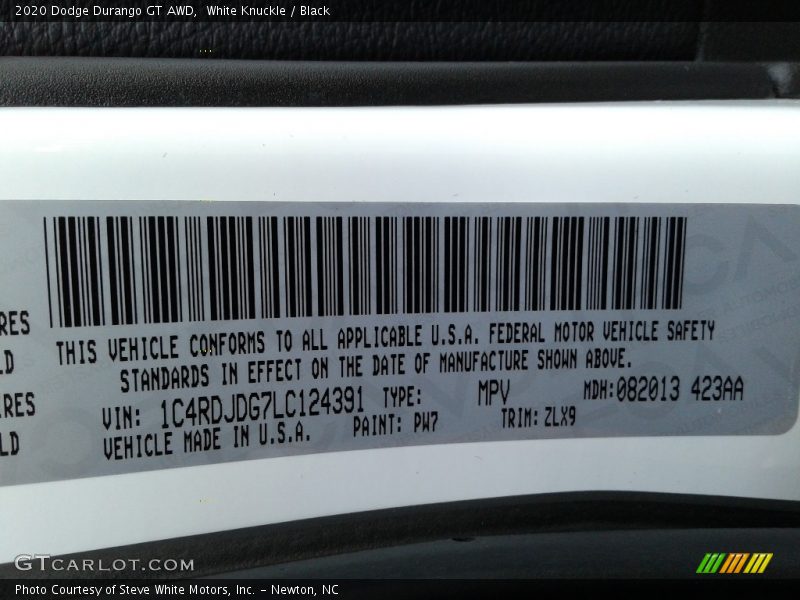 2020 Dodge Durango GT AWD, White Knuckle / Black
RES
LD
IRES
LD
THIS VEHICLE CONFORMS TO ALL APPLICABLE U.S.A. FEDERAL MOTOR VEHICLE SAFETY
STANDARDS IN EFFECT ON THE DATE OF MANUFACTURE SHOWN ABOVE.
VIN: 1C4RDJDG7LC124391 TYPE: MPV MDH:082013 423AA
VEHICLE MADE IN U.S.A. PAINT: PW7 TRIM: ZLX9
GTCARLOT.COM
Photo Courtesy of Steve White Motors, Inc. – Newton, NC